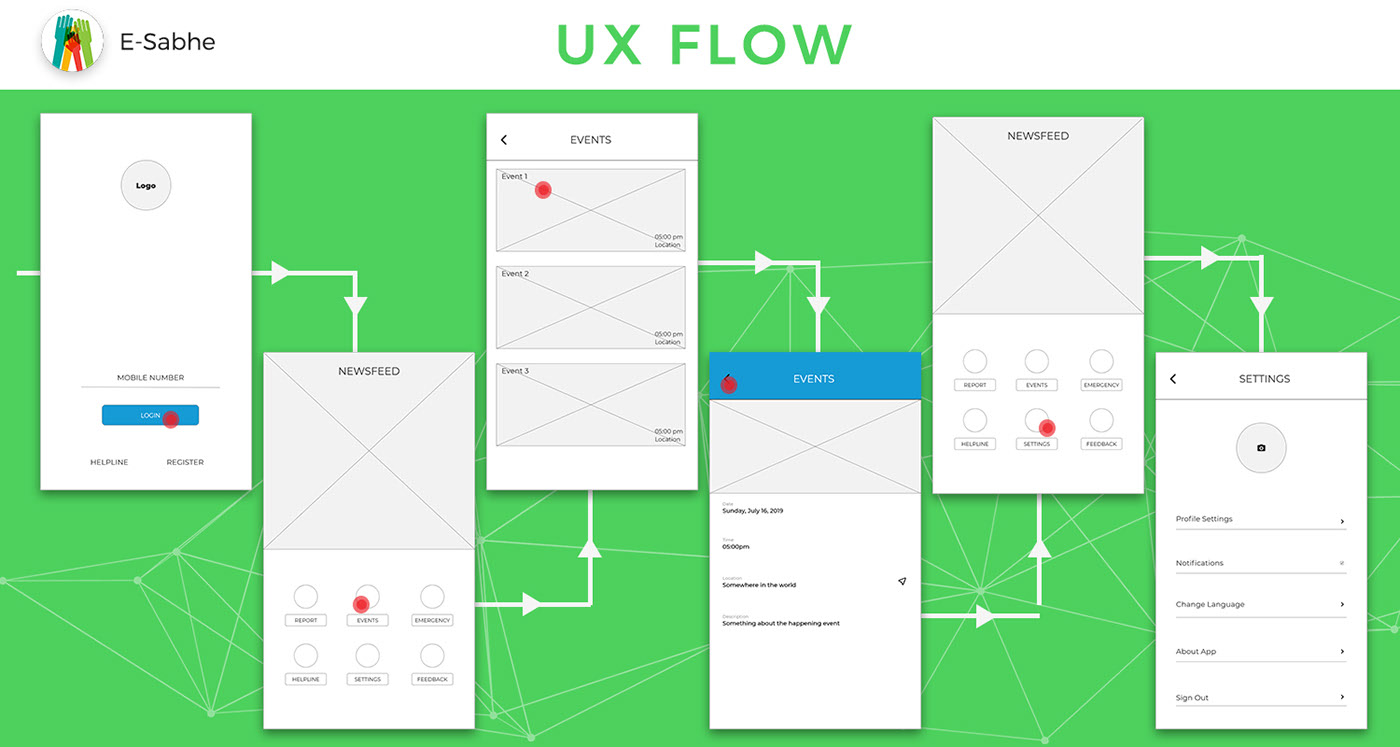 E-Sabhe
UX FLOW
Logo
MOBILE NUMBER
LOGIN
HELPLINE
REGISTER
NEWSFEED
REPORT
EVENTS
EMERGENCY
HELPLINE
SETTINGS
FEEDBACK
EVENTS
Event 1
05:00 pm
Location
Event 2
05:00 pm
Location
Event 3
05:00 pm
Location
EVENTS
Date
Sunday, July 16, 2019
Time
05:00pm
Location
Somewhere in the world
Description
Something about the happening event
NEWSFEED
REPORT
EVENTS
EMERGENCY
HELPLINE
SETTINGS
FEEDBACK
SETTINGS
Profile Settings
Notifications
Change Language
About App
Sign Out